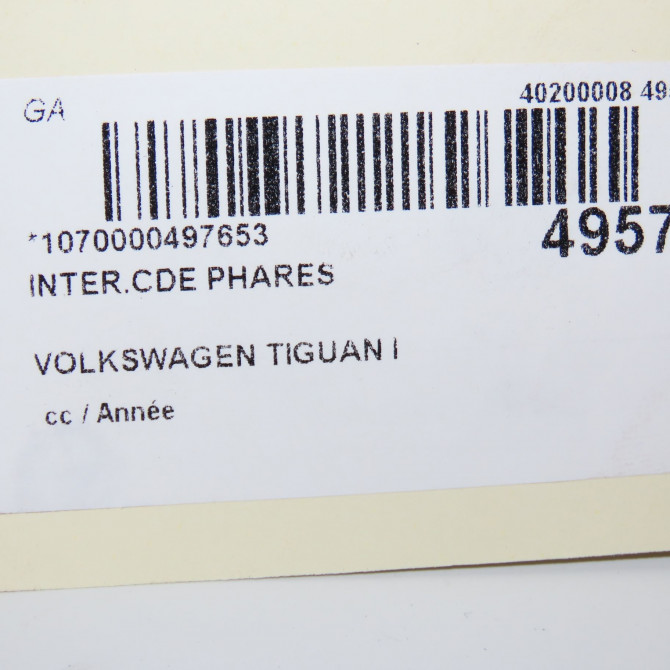 GA
40200008 49
*1070000497653
4957
INTER.CDE PHARES
VOLKSWAGEN TIGUAN I
cc / Année